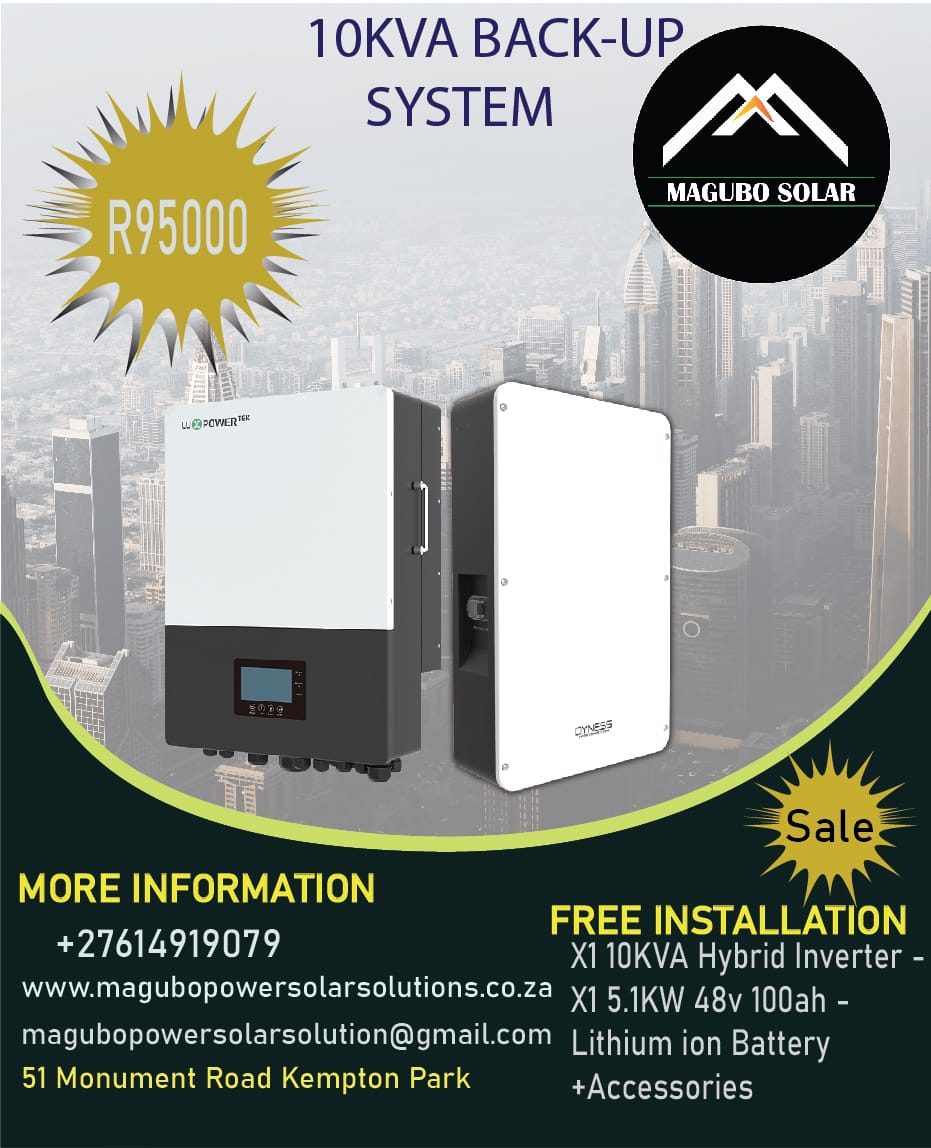 10KVA BACK-UP
SYSTEM
MAGUBO SOLAR
R95000
LUXPOWERTEK
DYNESS
Sale
MORE INFORMATION
+27614919079
www.magubopowersolarsolutions.co.za
magubopowersolarsolution@gmail.com
51 Monument Road Kempton Park
FREE INSTALLATION
X1 10KVA Hybrid Inverter -
X1 5.1KW 48v 100ah -
Lithium ion Battery
+Accessories